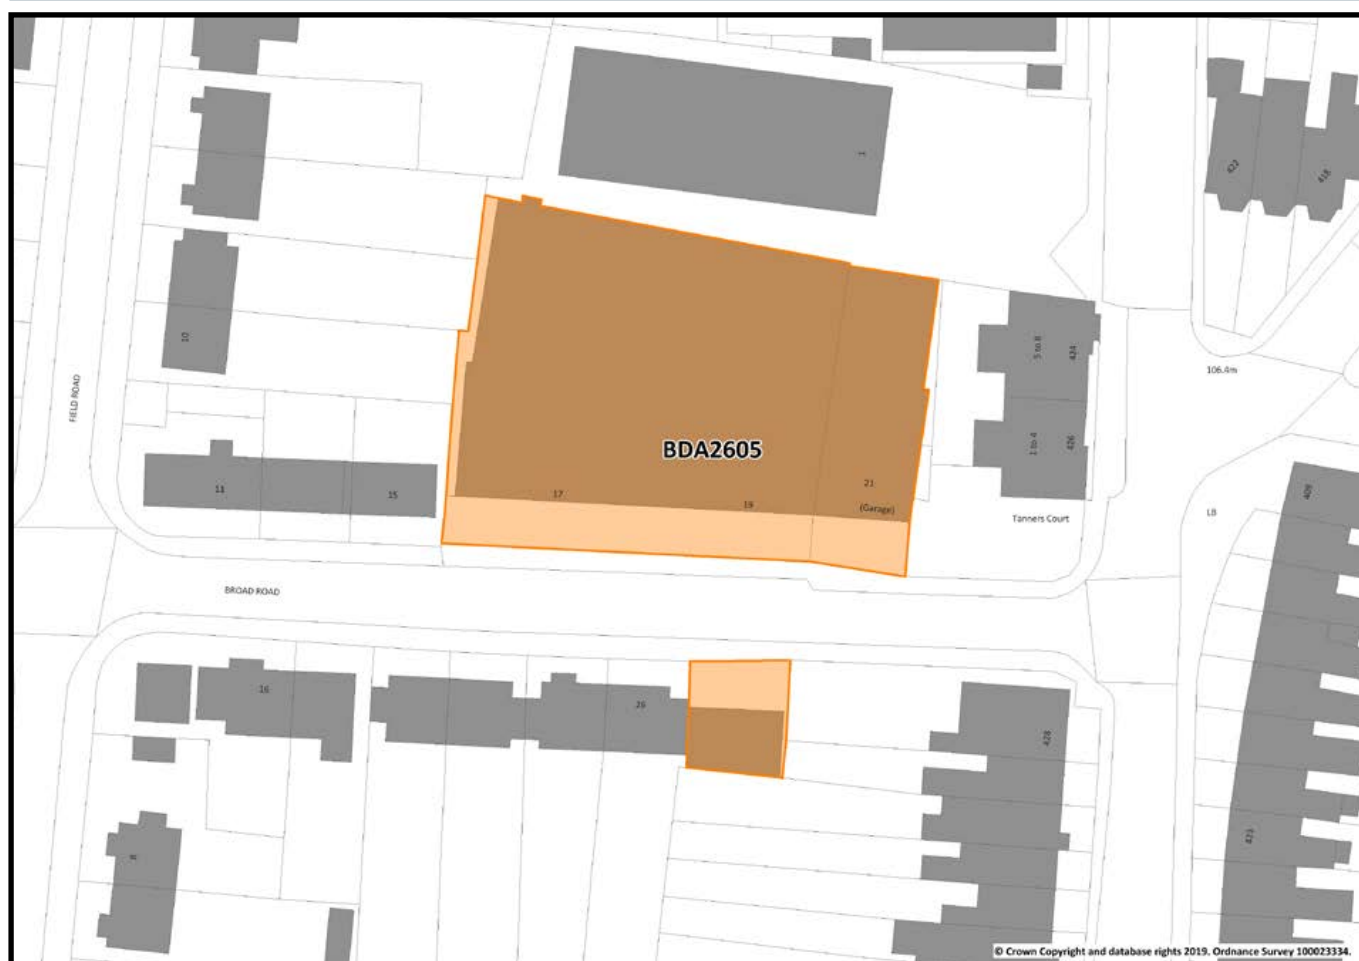 1
422
418
10
5 to 8
424
106.4m
FIELD ROAD
BDA2605
1 to 4
426
11
15
17
19
21
(Garage)
409
LB
Tanners Court
BROAD ROAD
16
26
428
8
423
© Crown Copyright and database rights 2019. Ordnance Survey 100023334.